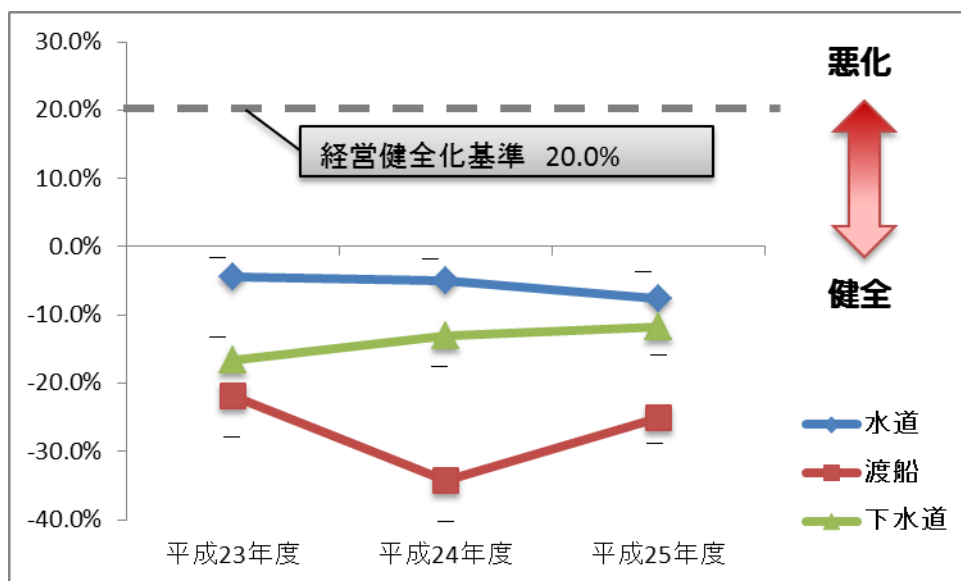 30.0%
20.0%
10.0%
0.0%
-10.0%
-20.0%
-30.0%
-40.0%
経営健全化基準 20.0%
悪化
健全
－ － －
－ － －
－ － －
平成23年度 平成24年度 平成25年度
水道
渡船
下水道